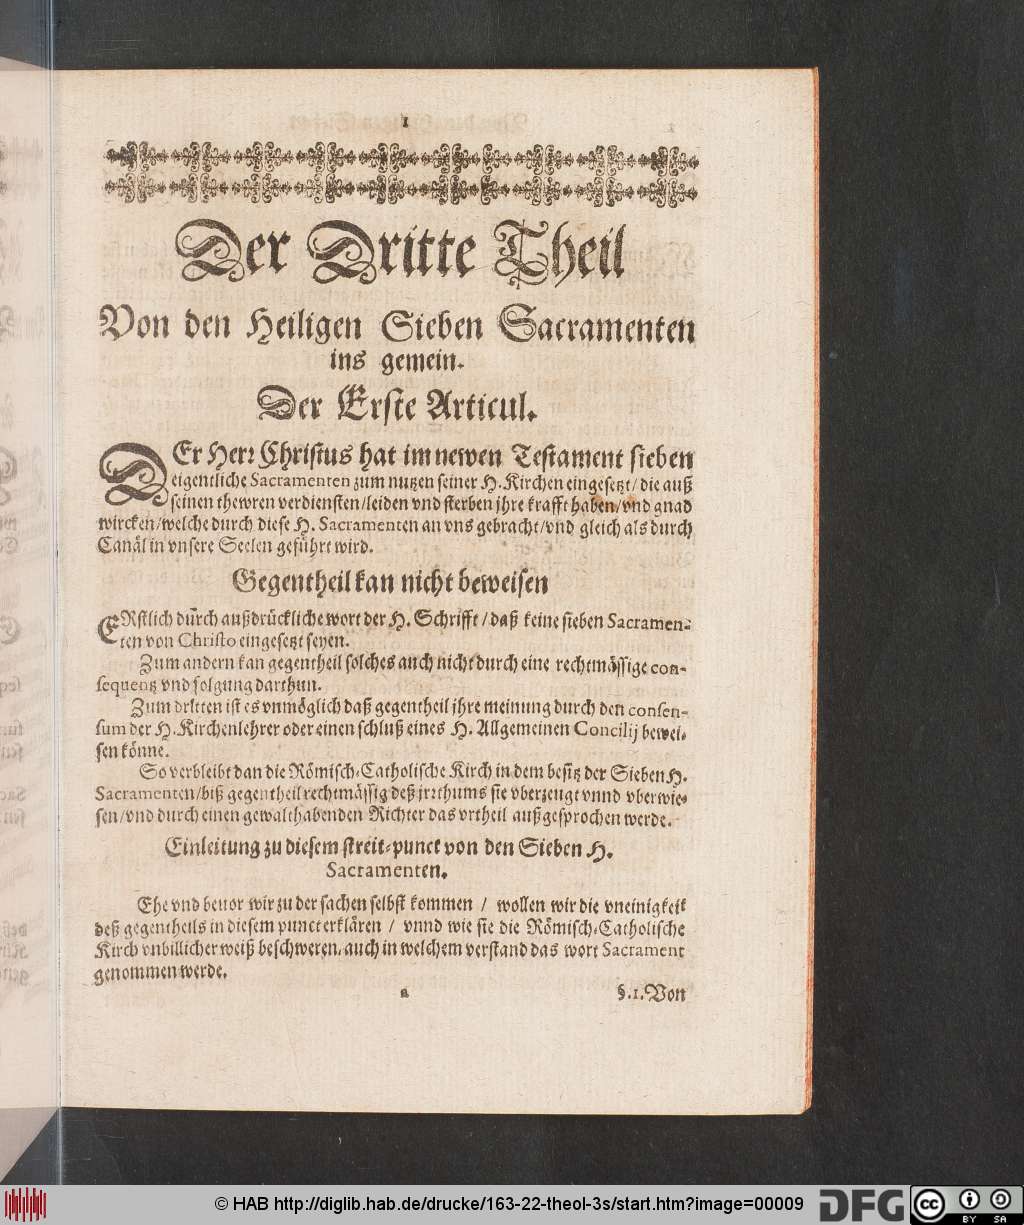 1
Der Dritte Theil
Von den Heiligen Sieben Sacramenten
ins gemein.
Der Erste Articul.
DEr Herr Christus hat im newen Testament sieben
eigentliche Sacramenten zum nutzen seiner H. Kirchen eingesetzt/ die auß
seinen thewren verdiensten/leiden vnd sterben jhre krafft haben/vnd gnad
wircken/welche durch diese H. Sacramenten an vns gebracht/vnd gleich als durch
Canäl in vnsere Seelen geführt wird.
Gegentheil kan nicht beweisen
ERstlich durch außdrückliche wort der H. Schrifft/daß keine sieben Sacramen-
ten von Christo eingesetzt seyen.
Zum andern kan gegentheil solches auch nicht durch eine rechtmässige con-
sequentz vnd folgung darthun.
Zum dritten ist es vnmöglich daß gegentheil jhre meinung durch den consen-
sum der H. Kirchenlehrer oder einen schluß eines H. Allgemeinen Concilij bewei-
sen könne.
So verbleibt dan die Römisch-Catholische Kirch in dem besitz der Sieben H.
Sacramenten/biß gegentheil rechtmässig deß jrrthums sie vberzeugt vnnd vberwie-
sen/vnd durch einen gewalthabenden Richter das vrtheil außgesprochen werde.
Einleitung zu diesem streit-punct von den Sieben H.
Sacramenten.
Ehe vnd beuor wir zu der sachen selbst kommen / wollen wir die vneinigkeit
deß gegentheils in diesem punct erklären / vnnd wie sie die Römisch-Catholische
Kirch vnbillicher weiß beschweren, auch in welchem verstand das wort Sacrament
genommen werde.
a §.1.Von
© HAB http://diglib.hab.de/drucke/163-22-theol-3s/start.htm?image=00009 DFG cc BY SA